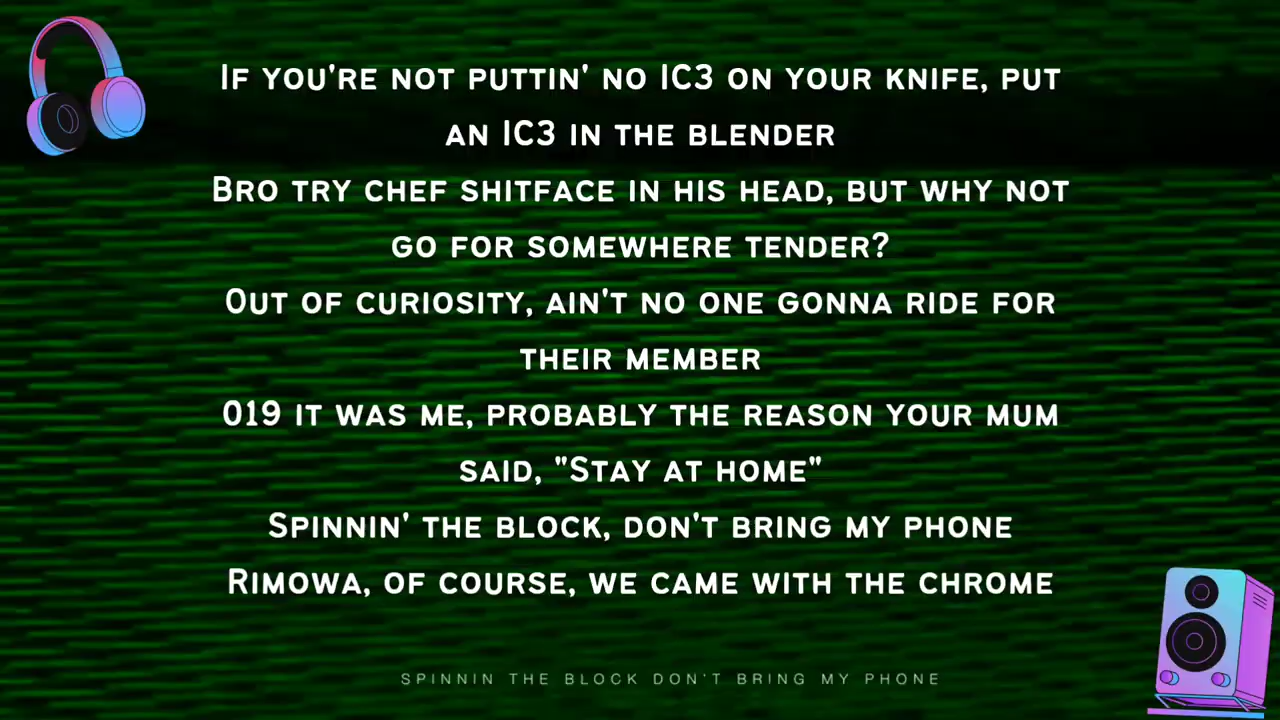 If you're not puttin' no IC3 on your knife, put
an IC3 in the blender
Bro try chef shitface in his head, but why not
go for somewhere tender?
Out of curiosity, ain't no one gonna ride for
their member
019 it was me, probably the reason your mum
said, "Stay at home"
Spinnin' the block, don't bring my phone
Rimowa, of course, we came with the chrome
SPINNIN THE BLOCK DON'T BRING MY PHONE